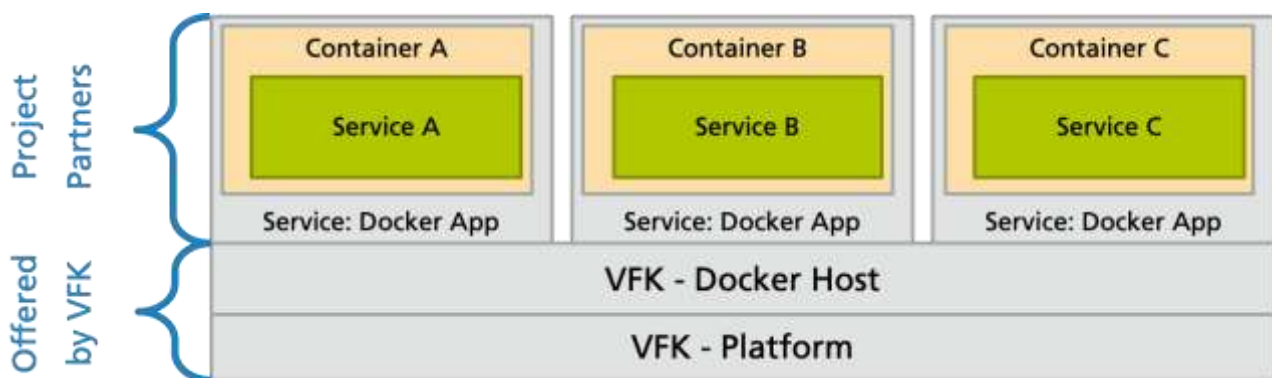 Project
Partners
Container A
Service A
Service: Docker App
Container B
Service B
Service: Docker App
Container C
Service C
Service: Docker App
Offered
by VFK
VFK - Docker Host
VFK - Platform